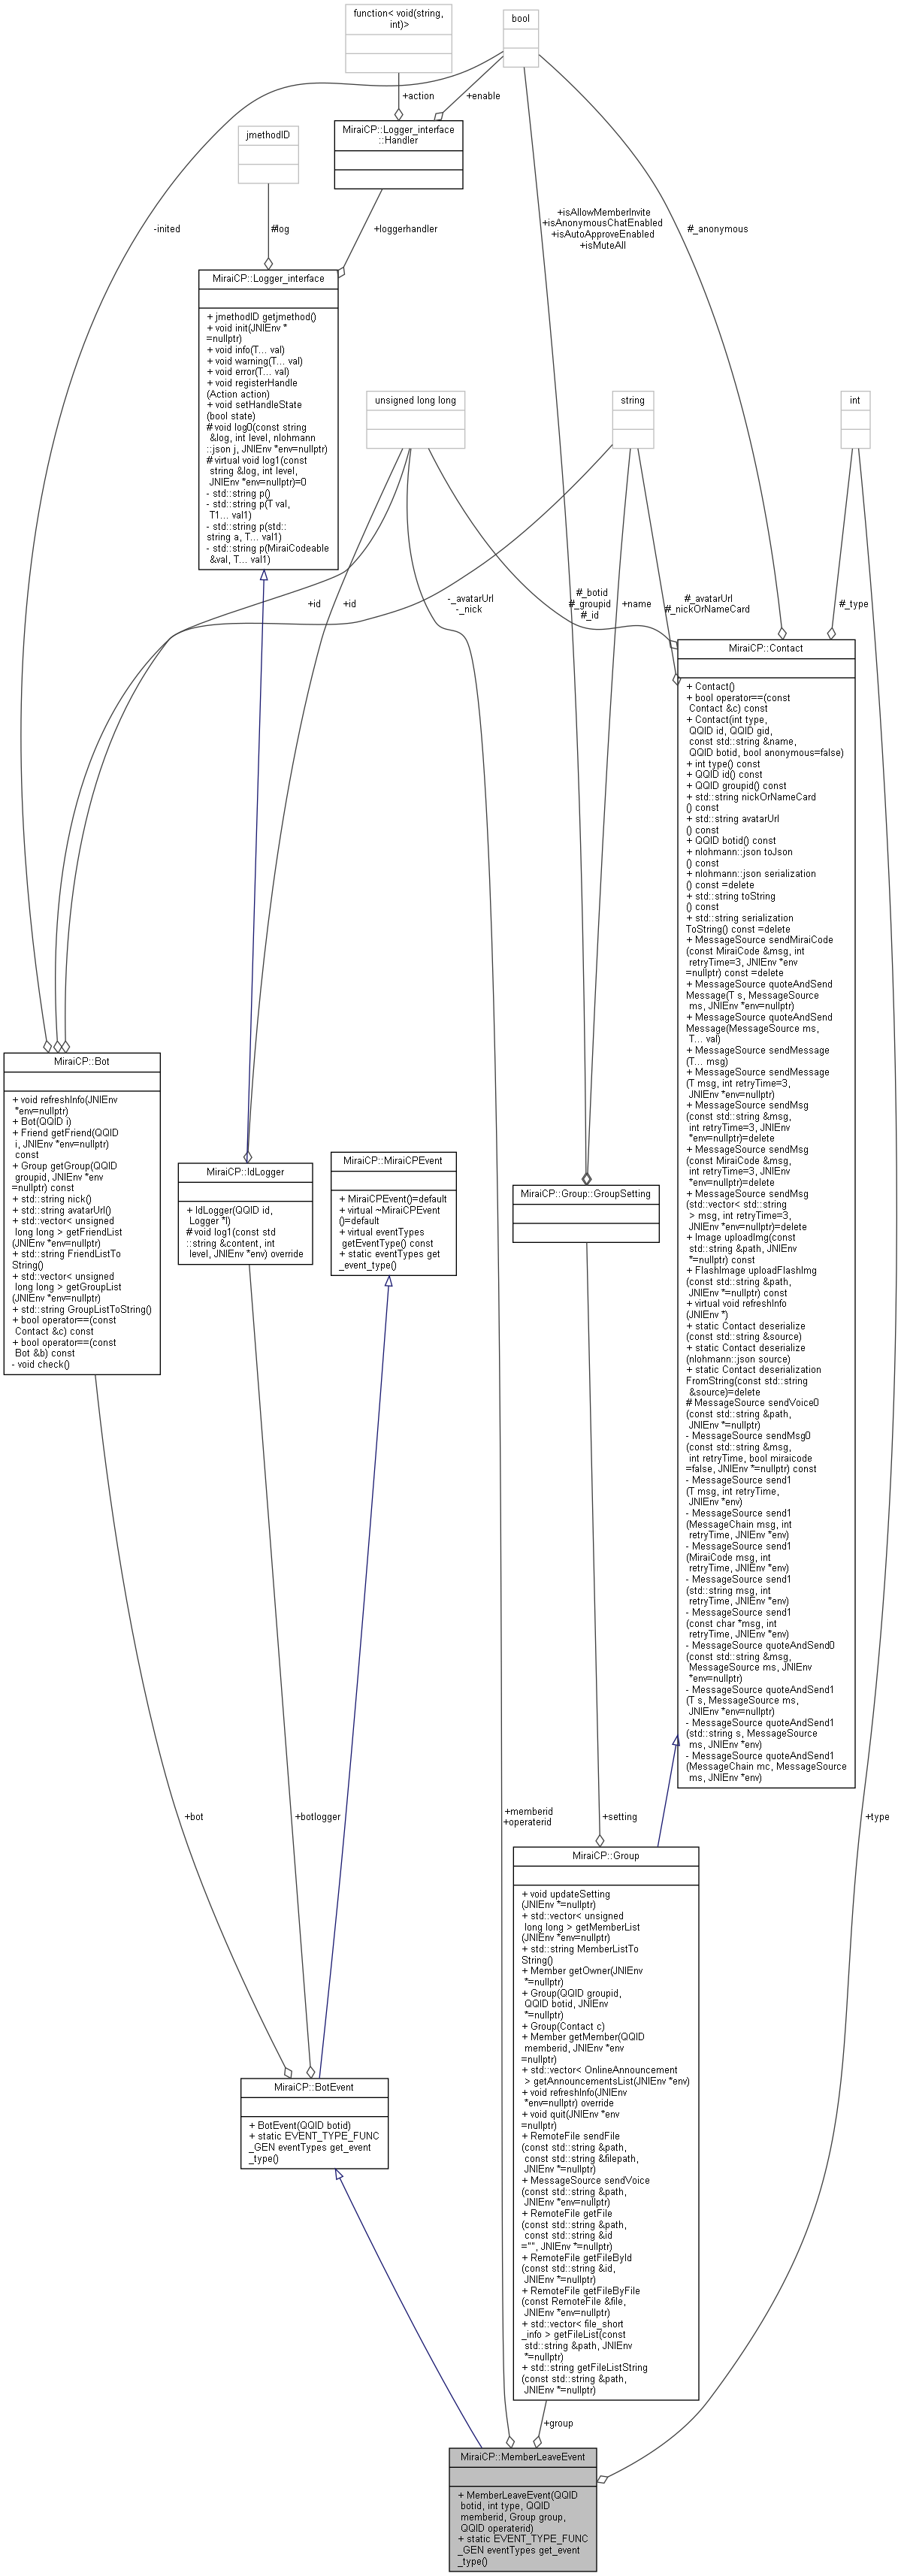 function< void(string,
int)>
bool
+action
+enable
jmethodID
MiraiCP::Logger_interface
::Handler
-inited
#log
+loggerhandler
+isAllowMemberInvite
+isAnonymousChatEnabled
+isAutoApproveEnabled
+isMuteAll
#_anonymous
MiraiCP::Logger_interface
+ jmethodID getjmethod()
+ void init(JNIEnv *
=nullptr)
+ void info(T... val)
+ void warning(T... val)
+ void error(T... val)
+ void registerHandle
(Action action)
+ void setHandleState
(bool state)
# void log0(const string
&log, int level, nlohmann
::json j, JNIEnv *env=nullptr)
# virtual void log1(const
string &log, int level,
JNIEnv *env=nullptr)=0
- std::string p()
- std::string p(T val,
T1... val1)
- std::string p(std::
string a, T... val1)
- std::string p(MiraiCodeable
&val, T... val1)
unsigned long long
string
int
+id
+id
-_avatarUrl
-_nick
#_botid
#_groupid
#_id
+name
#_avatarUrl
#_nickOrNameCard
#_type
MiraiCP::Contact
+ Contact()
+ bool operator==(const
Contact &c) const
+ Contact(int type,
QQID id, QQID gid,
const std::string &name,
QQID botid, bool anonymous=false)
+ int type() const
+ QQID id() const
+ QQID groupid() const
+ std::string nickOrNameCard
() const
+ std::string avatarUrl
() const
+ QQID botid() const
+ nlohmann::json toJson
() const
+ nlohmann::json serialization
() const =delete
+ std::string toString
() const
+ std::string serialization
ToString() const =delete
+ MessageSource sendMiraiCode
(const MiraiCode &msg, int
retryTime=3, JNIEnv *env
=nullptr) const =delete
+ MessageSource quoteAndSend
Message(T s, MessageSource
ms, JNIEnv *env=nullptr)
+ MessageSource quoteAndSend
Message(MessageSource ms,
T... val)
+ MessageSource sendMessage
(T... msg)
+ MessageSource sendMessage
(T msg, int retryTime=3,
JNIEnv *env=nullptr)
+ MessageSource sendMsg
(const std::string &msg,
int retryTime=3, JNIEnv
*env=nullptr)=delete
+ MessageSource sendMsg
(const MiraiCode &msg,
int retryTime=3, JNIEnv
*env=nullptr)=delete
+ MessageSource sendMsg
(std::vector< std::string
> msg, int retryTime=3,
JNIEnv *env=nullptr)=delete
+ Image uploadImg(const
std::string &path, JNIEnv
*=nullptr) const
+ FlashImage uploadFlashImg
(const std::string &path,
JNIEnv *=nullptr) const
+ virtual void refreshInfo
(JNIEnv *)
+ static Contact deserialize
(const std::string &source)
+ static Contact deserialize
(nlohmann::json source)
+ static Contact deserialization
FromString(const std::string
&source)=delete
# MessageSource sendVoice0
(const std::string &path,
JNIEnv *=nullptr)
- MessageSource sendMsg0
(const std::string &msg,
int retryTime, bool miraicode
=false, JNIEnv *=nullptr) const
- MessageSource send1
(T msg, int retryTime,
JNIEnv *env)
- MessageSource send1
(MessageChain msg, int
retryTime, JNIEnv *env)
- MessageSource send1
(MiraiCode msg, int
retryTime, JNIEnv *env)
- MessageSource send1
(std::string msg, int
retryTime, JNIEnv *env)
- MessageSource send1
(const char *msg, int
retryTime, JNIEnv *env)
- MessageSource quoteAndSend0
(const std::string &msg,
MessageSource ms, JNIEnv
*env=nullptr)
- MessageSource quoteAndSend1
(T s, MessageSource ms,
JNIEnv *env=nullptr)
- MessageSource quoteAndSend1
(std::string s, MessageSource
ms, JNIEnv *env)
- MessageSource quoteAndSend1
(MessageChain mc, MessageSource
ms, JNIEnv *env)
MiraiCP::Bot
+ void refreshInfo(JNIEnv
*env=nullptr)
+ Bot(QQID i)
+ Friend getFriend(QQID
i, JNIEnv *env=nullptr)
const
+ Group getGroup(QQID
groupid, JNIEnv *env
=nullptr) const
+ std::string nick()
+ std::string avatarUrl()
+ std::vector< unsigned
long long > getFriendList
(JNIEnv *env=nullptr)
+ std::string FriendListTo
String()
+ std::vector< unsigned
long long > getGroupList
(JNIEnv *env=nullptr)
+ std::string GroupListToString()
+ bool operator==(const
Contact &c) const
+ bool operator==(const
Bot &b) const
- void check()
MiraiCP::IdLogger
+ IdLogger(QQID id,
Logger *l)
# void log1(const std
::string &content, int
level, JNIEnv *env) override
MiraiCP::MiraiCPEvent
+ MiraiCPEvent()=default
+ virtual ~MiraiCPEvent
()=default
+ virtual eventTypes
getEventType() const
+ static eventTypes get
_event_type()
MiraiCP::Group::GroupSetting
+bot
+botlogger
+memberid
+operaterid
+setting
+type
MiraiCP::Group
+ void updateSetting
(JNIEnv *=nullptr)
+ std::vector< unsigned
long long > getMemberList
(JNIEnv *env=nullptr)
+ std::string MemberListTo
String()
+ Member getOwner(JNIEnv
*=nullptr)
+ Group(QQID groupid,
QQID botid, JNIEnv
*=nullptr)
+ Group(Contact c)
+ Member getMember(QQID
memberid, JNIEnv *env
=nullptr)
+ std::vector< OnlineAnnouncement
> getAnnouncementsList(JNIEnv *env)
+ void refreshInfo(JNIEnv
*env=nullptr) override
+ void quit(JNIEnv *env
=nullptr)
+ RemoteFile sendFile
(const std::string &path,
const std::string &filepath,
JNIEnv *=nullptr)
+ MessageSource sendVoice
(const std::string &path,
JNIEnv *env=nullptr)
+ RemoteFile getFile
(const std::string &path,
const std::string &id
="", JNIEnv *=nullptr)
+ RemoteFile getFileById
(const std::string &id,
JNIEnv *=nullptr)
+ RemoteFile getFileByFile
(const RemoteFile &file,
JNIEnv *env=nullptr)
+ std::vector< file_short
_info > getFileList(const
std::string &path, JNIEnv
*=nullptr)
+ std::string getFileListString
(const std::string &path,
JNIEnv *=nullptr)
MiraiCP::BotEvent
+ BotEvent(QQID botid)
+ static EVENT_TYPE_FUNC
_GEN eventTypes get_event
_type()
+group
MiraiCP::MemberLeaveEvent
+ MemberLeaveEvent(QQID
botid, int type, QQID
memberid, Group group,
QQID operaterid)
+ static EVENT_TYPE_FUNC
_GEN eventTypes get_event
_type()